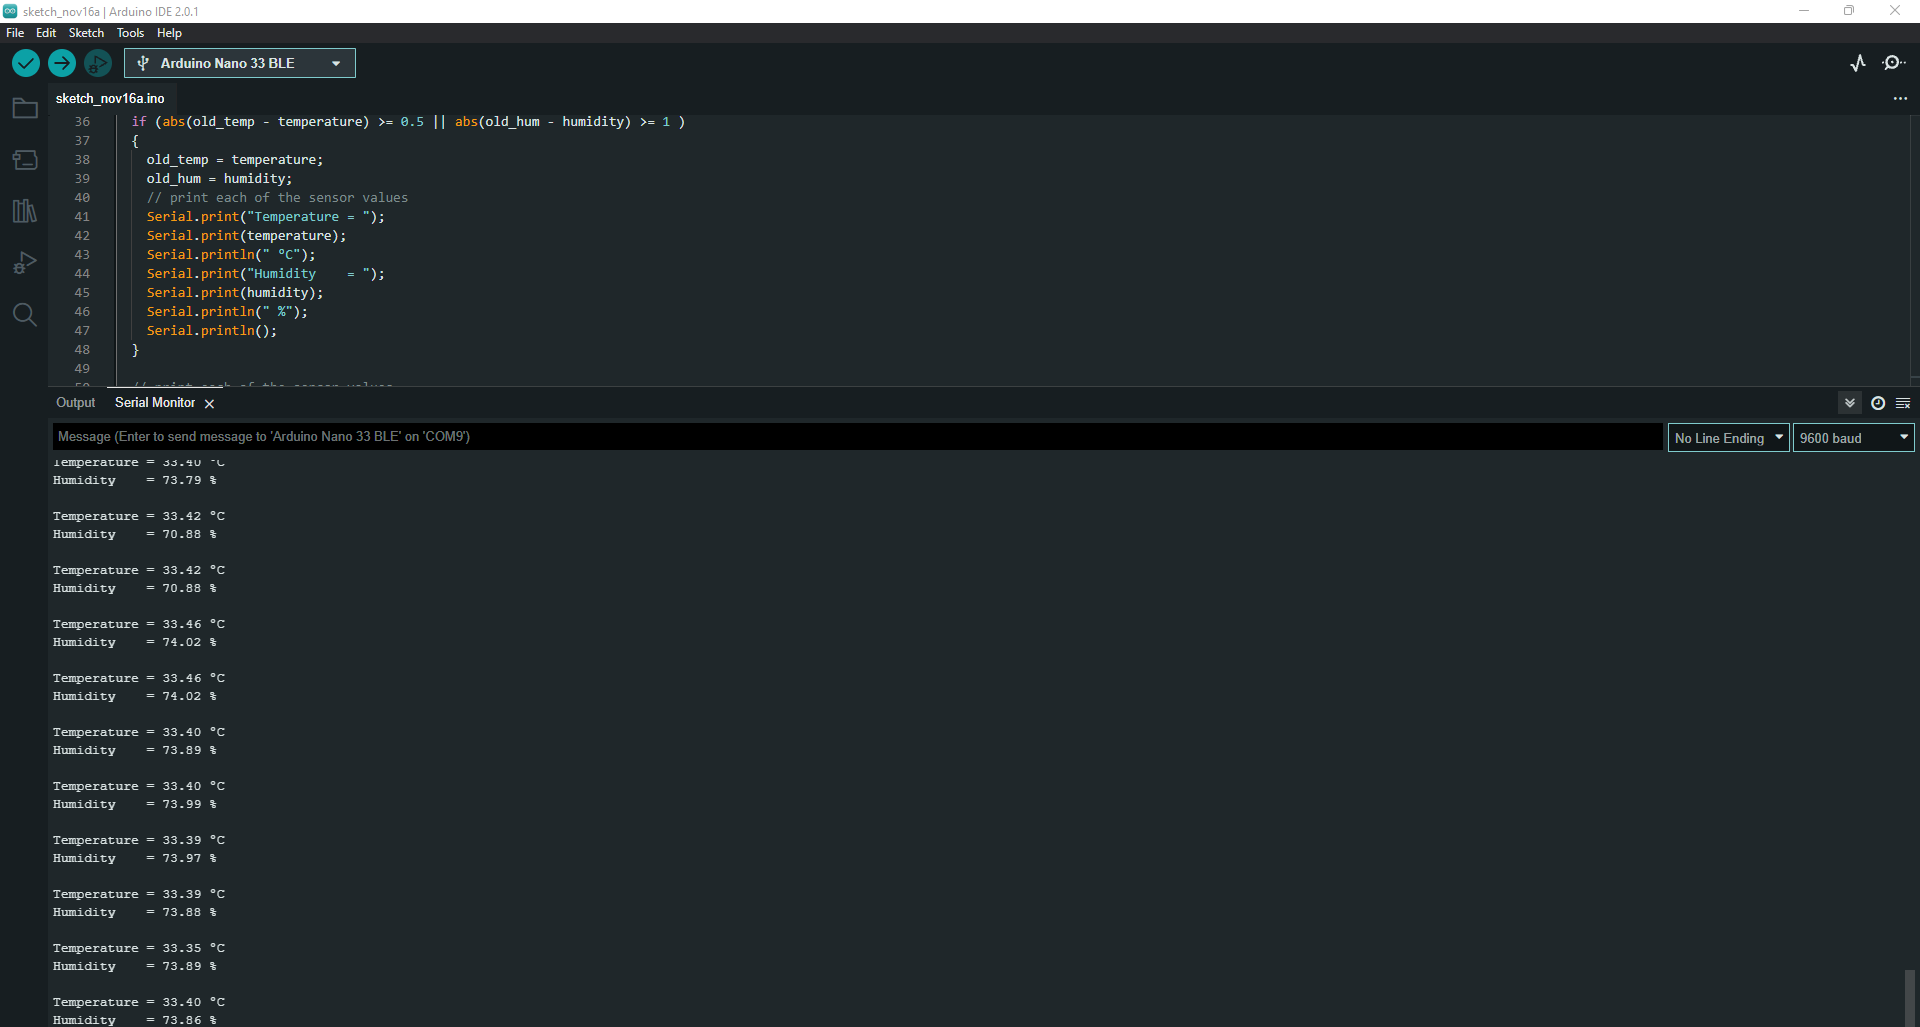 sketch_nov16a | Arduino IDE 2.0.1
File Edit Sketch Tools Help
Arduino Nano 33 BLE
sketch_nov16a.ino
36 if (abs(old_temp - temperature) >= 0.5 || abs(old_hum - humidity) >= 1 )
37 {
38 old_temp = temperature;
39 old_hum = humidity;
40 // print each of the sensor values
41 Serial.print("Temperature = ");
42 Serial.print(temperature);
43 Serial.println(" °C");
44 Serial.print("Humidity    = ");
45 Serial.print(humidity);
46 Serial.println(" %");
47 Serial.println();
48 }
49
50 // print each of the sensor values
Output Serial Monitor
Message (Enter to send message to 'Arduino Nano 33 BLE' on 'COM9')
No Line Ending 9600 baud
Temperature = 33.40 °C
Humidity    = 73.79 %
Temperature = 33.42 °C
Humidity    = 70.88 %
Temperature = 33.42 °C
Humidity    = 70.88 %
Temperature = 33.46 °C
Humidity    = 74.02 %
Temperature = 33.46 °C
Humidity    = 74.02 %
Temperature = 33.40 °C
Humidity    = 73.89 %
Temperature = 33.40 °C
Humidity    = 73.99 %
Temperature = 33.39 °C
Humidity    = 73.97 %
Temperature = 33.39 °C
Humidity    = 73.88 %
Temperature = 33.35 °C
Humidity    = 73.89 %
Temperature = 33.40 °C
Humidity    = 73.86 %